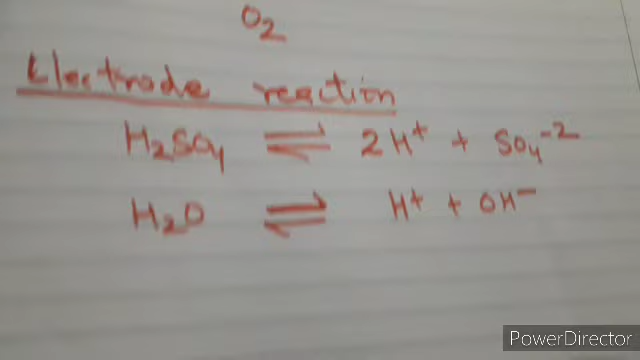 O2
Electrode reaction
H2SO4 ⇌ 2H+ + SO4-2
H2O ⇌ H+ + OH-
PowerDirector